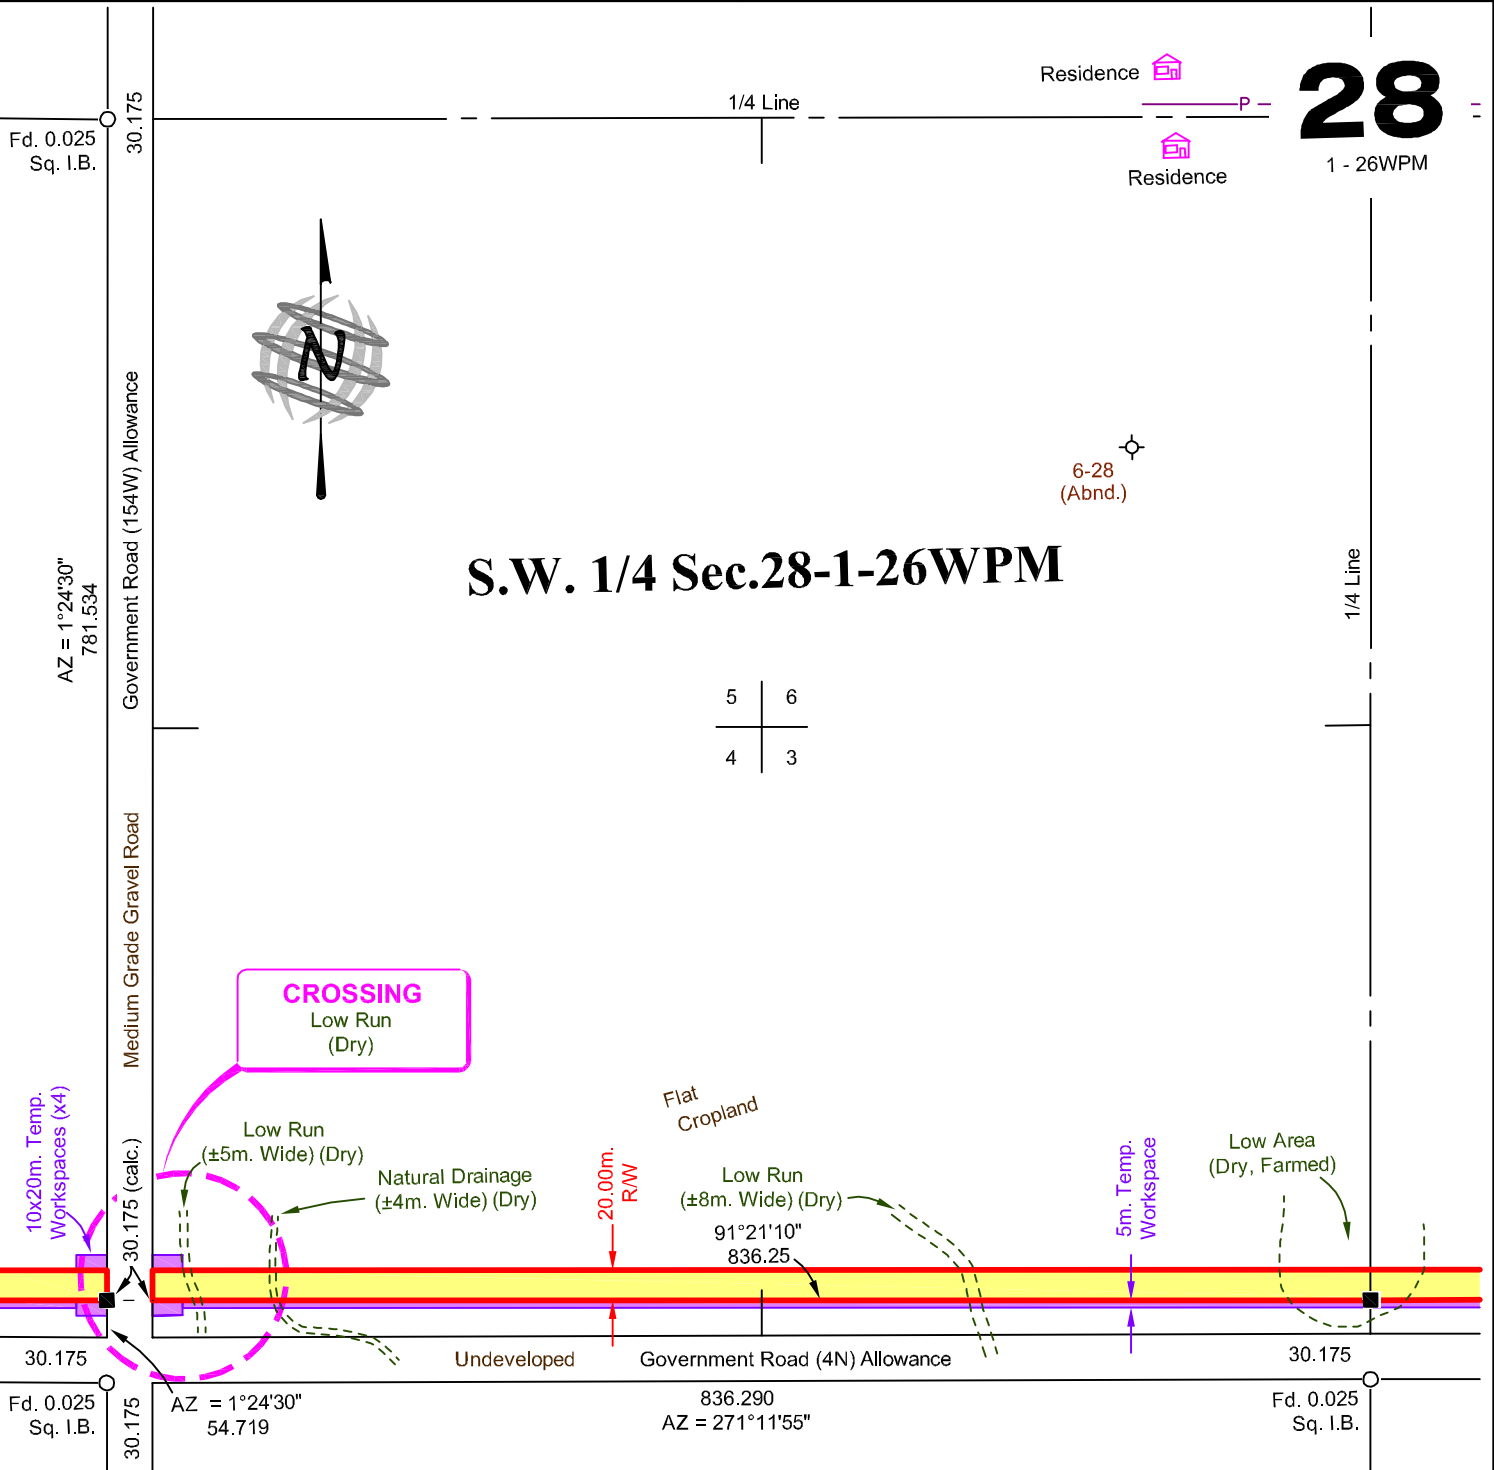 Residence
28
1/4 Line
P
30.175
Fd. 0.025
Sq. I.B.
1 - 26WPM
Residence
N
Government Road (154W) Allowance
6-28
(Abnd.)
S.W. 1/4 Sec.28-1-26WPM
1/4 Line
AZ = 1°24'30"
781.534
5
6
4
3
Medium Grade Gravel Road
CROSSING
Low Run
(Dry)
Flat
Cropland
10x20m. Temp.
Workspaces (x4)
30.175 (calc.)
Low Run
(±5m. Wide) (Dry)
Natural Drainage
(±4m. Wide) (Dry)
20.00m.
R/W
Low Run
(±8m. Wide) (Dry)
91°21'10"
836.25
5m. Temp.
Workspace
Low Area
(Dry, Farmed)
30.175
Undeveloped
Government Road (4N) Allowance
30.175
Fd. 0.025
Sq. I.B.
30.175
AZ = 1°24'30"
54.719
836.290
AZ = 271°11'55"
Fd. 0.025
Sq. I.B.